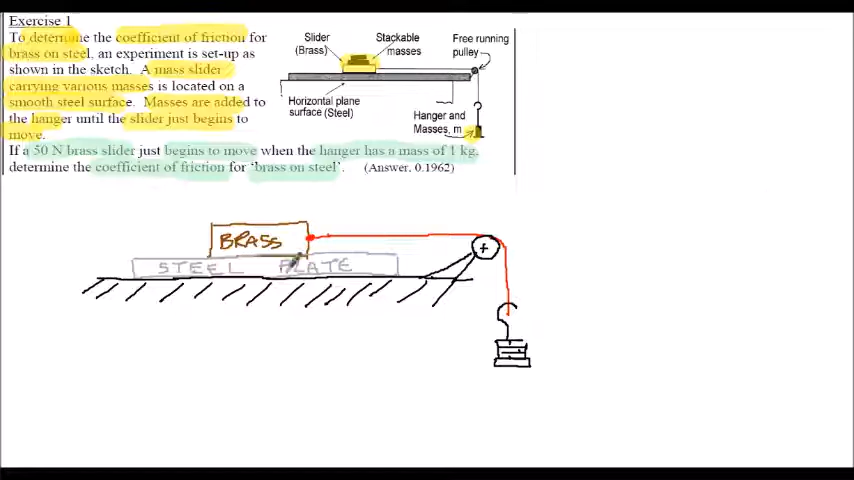 Exercise 1
To determine the coefficient of friction for
brass on steel, an experiment is set-up as
shown in the sketch. A mass slider
carrying various masses is located on a
smooth steel surface. Masses are added to
the hanger until the slider just begins to
move.
Slider
(Brass)
Stackable
masses
Free running
pulley
Horizontal plane
surface (Steel)
Hanger and
Masses, m
If a 50 N brass slider just begins to move when the hanger has a mass of 1 kg,
determine the coefficient of friction for ‘brass on steel’. (Answer, 0.1962)
BRASS
STEEL PLATE
+